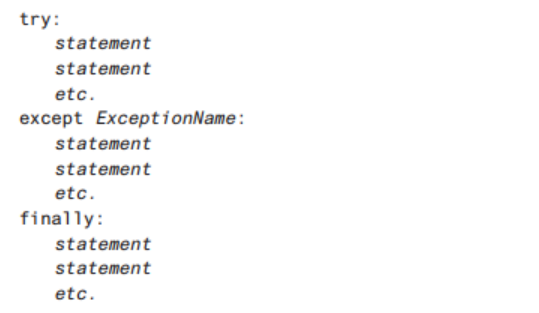 try:
    statement
    statement
    etc.
except ExceptionName:
    statement
    statement
    etc.
finally:
    statement
    statement
    etc.